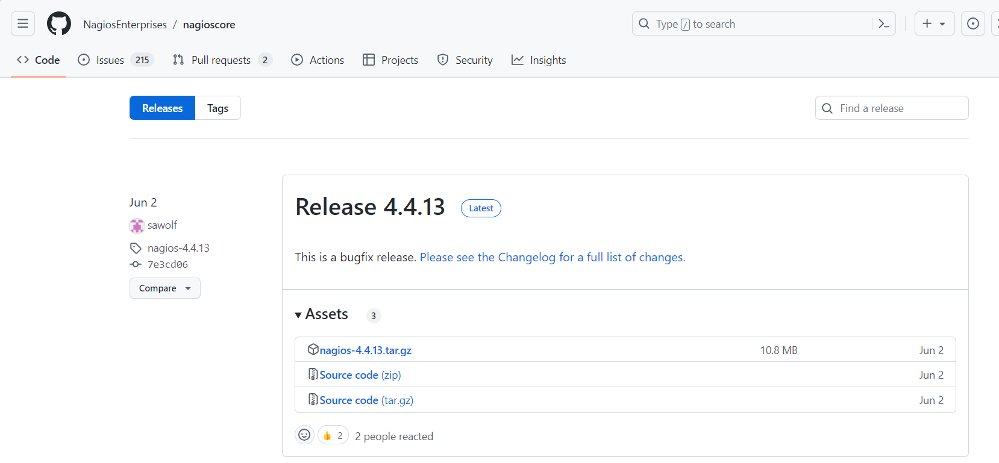 NagiosEnterprises / nagioscore
Type / to search
Code Issues 215 Pull requests 2 Actions Projects Security Insights
Releases Tags
Find a release
Jun 2
sawolf
nagios-4.4.13
7e3cd06
Compare
Release 4.4.13 Latest
This is a bugfix release. Please see the Changelog for a full list of changes.
Assets 3
nagios-4.4.13.tar.gz 10.8 MB Jun 2
Source code (zip) Jun 2
Source code (tar.gz) Jun 2
👍 2 2 people reacted